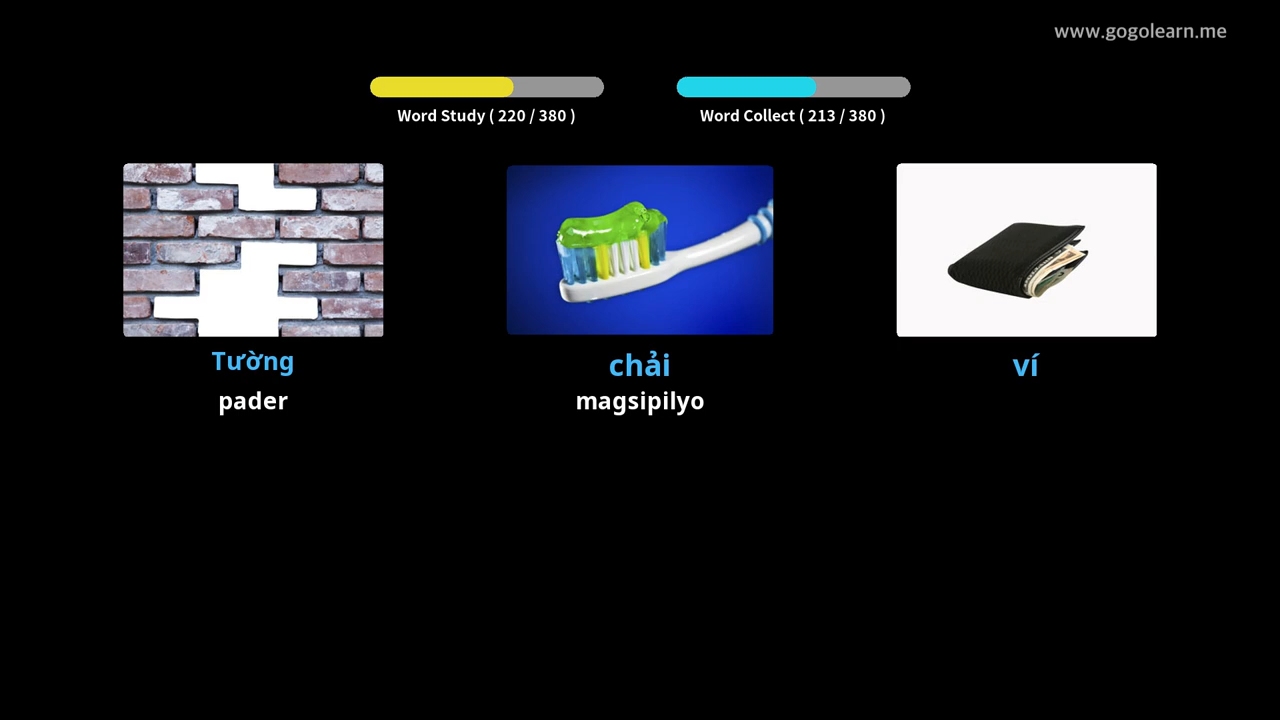 www.gogolearn.me
Word Study ( 220 / 380 )
Word Collect ( 213 / 380 )
Tường
pader
chải
magsipilyo
ví